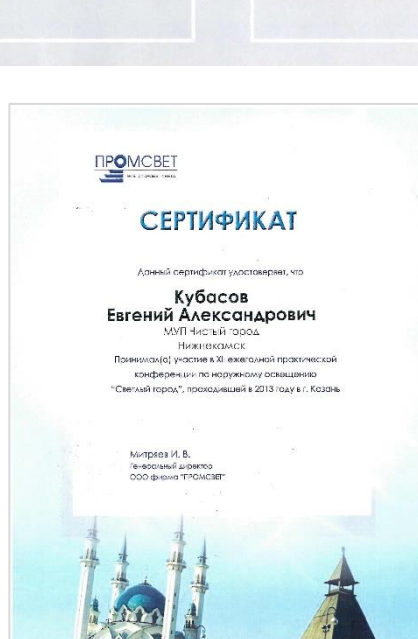 ПРОМСВЕТ
СЕРТИФИКАТ
Данный сертификат удостоверяет, что
Кубасов
Евгений Александрович
МУП Чистый город
Нижнекамск
Принимал(а) участие в XI ежегодной практической
конференции по наружному освещению
"Светлый город", проходившей в 2013 году в г. Казань
Митряев И. В.
Генеральный директор
ООО фирма "ПРОМСВЕТ"